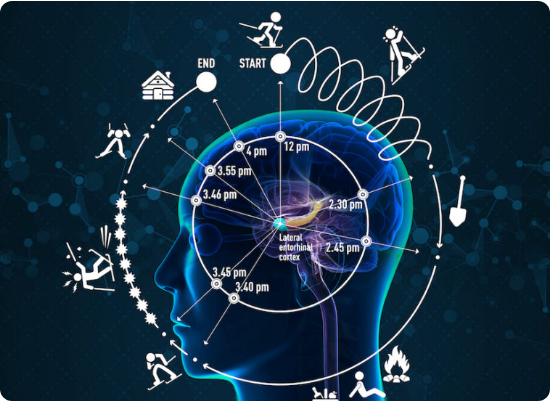 END
START
12 pm
4 pm
3.55 pm
3.46 pm
2.30 pm
Lateral
entorhinal
cortex
2.45 pm
3.45 pm
3.40 pm